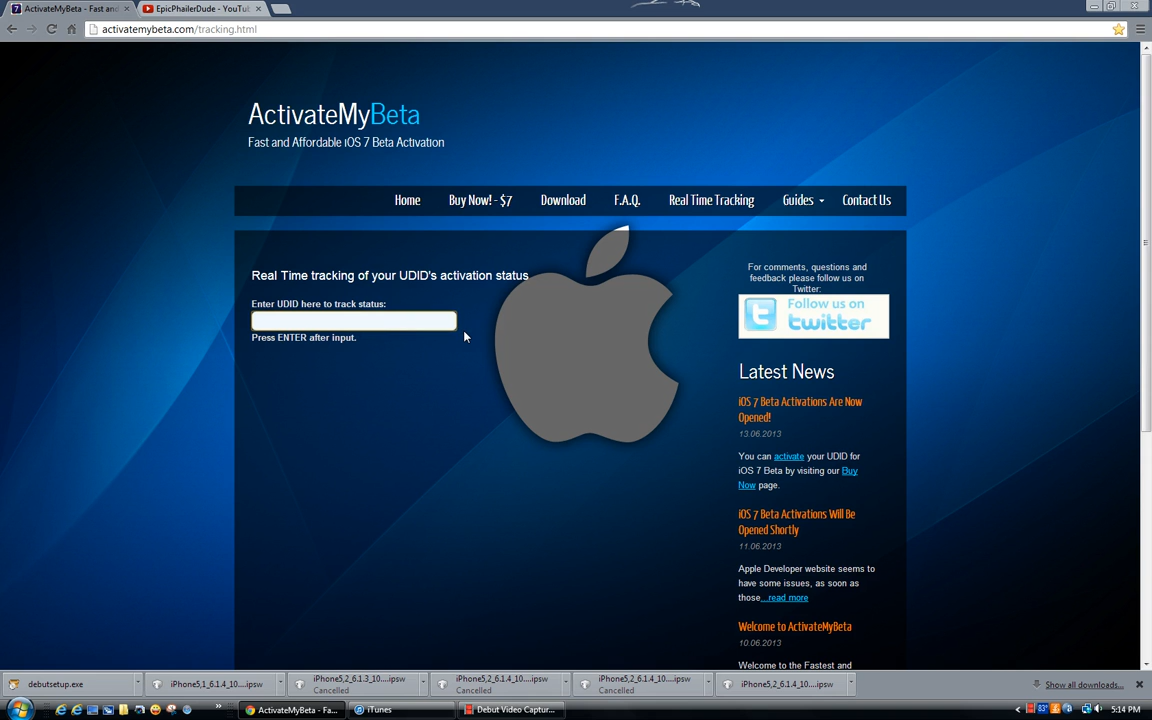 ActivateMyBeta - Fast and
EpicPhailerDude - YouTu
activatemybeta.com/tracking.html
ActivateMyBeta
Fast and Affordable iOS 7 Beta Activation
Home
Buy Now! - $7
Download
F.A.Q.
Real Time Tracking
Guides
Contact Us
Real Time tracking of your UDID's activation status
Enter UDID here to track status:
Press ENTER after input.
For comments, questions and
feedback please follow us on
Twitter:
Follow us on
twitter
Latest News
iOS 7 Beta Activations Are Now
Opened!
13.06.2013
You can activate your UDID for
iOS 7 Beta by visiting our Buy
Now page.
iOS 7 Beta Activations Will Be
Opened Shortly
11.06.2013
Apple Developer website seems to
have some issues, as soon as
those...read more
Welcome to ActivateMyBeta
10.06.2013
Welcome to the Fastest and
debutsetup.exe
iPhone5,1_6.1.4_10....ipsw
iPhone5,2_6.1.3_10....ipsw
Cancelled
iPhone5,2_6.1.4_10....ipsw
Cancelled
iPhone5,2_6.1.4_10....ipsw
Cancelled
iPhone5,2_6.1.4_10....ipsw
Show all downloads...
ActivateMyBeta - Fa...
iTunes
Debut Video Captur...
83°
5:14 PM